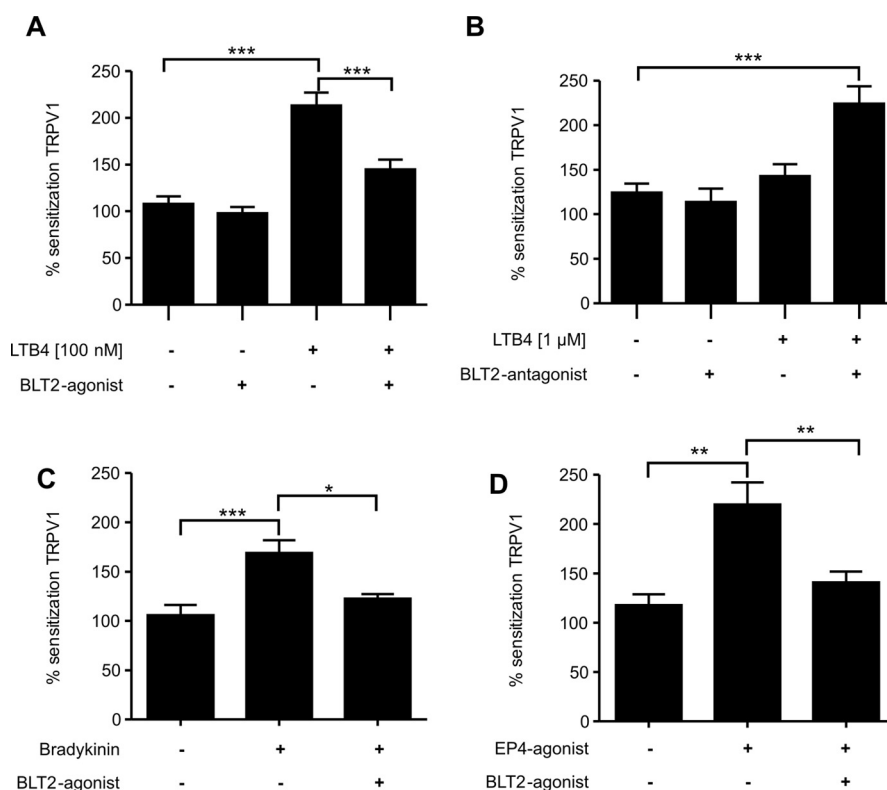 A
***
***
250
200
150
100
50
0
% sensitization TRPV1
LTB4 [100 nM] - - + +
BLT2-agonist - + - +
B
***
250
200
150
100
50
0
% sensitization TRPV1
LTB4 [1 µM] - - + +
BLT2-antagonist - + - +
C
***
*
250
200
150
100
50
0
% sensitization TRPV1
Bradykinin - + +
BLT2-agonist - - +
D
**
**
250
200
150
100
50
0
% sensitization TRPV1
EP4-agonist - + +
BLT2-agonist - - +